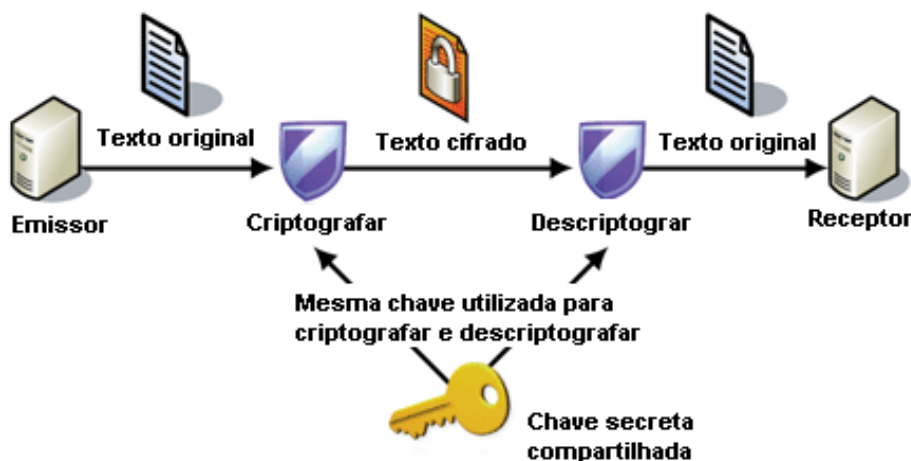 Texto original
Texto cifrado
Texto original
Emissor
Criptografar
Descriptograr
Receptor
Mesma chave utilizada para
criptografar e descriptografar
Chave secreta
compartilhada